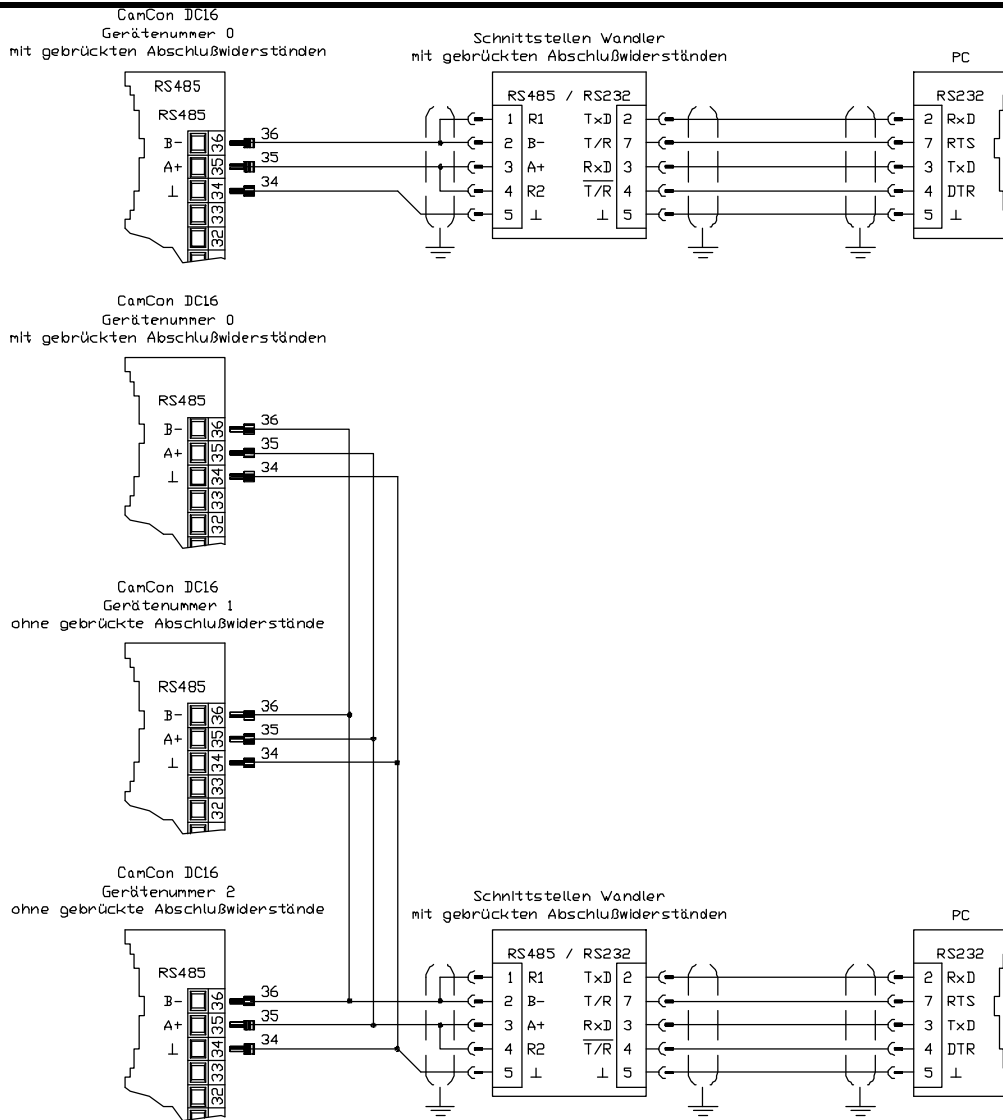 CamCon DC16
Gerätenummer 0
mit gebrückten Abschlußwiderständen
RS485
RS485
B- 36 36
A+ 35 35
⊥ 34 34
33
32
Schnittstellen Wandler
mit gebrückten Abschlußwiderständen
RS485 / RS232
1 R1 TxD 2
2 B- T/R 7
3 A+ RxD 3
4 R2 T/R 4
5 ⊥ ⊥ 5
PC
RS232
2 RxD
7 RTS
3 TxD
4 DTR
5 ⊥
CamCon DC16
Gerätenummer 0
mit gebrückten Abschlußwiderständen
RS485
B- 36 36
A+ 35 35
⊥ 34 34
33
32
CamCon DC16
Gerätenummer 1
ohne gebrückte Abschlußwiderstände
RS485
B- 36 36
A+ 35 35
⊥ 34 34
33
32
CamCon DC16
Gerätenummer 2
ohne gebrückte Abschlußwiderstände
RS485
B- 36 36
A+ 35 35
⊥ 34 34
33
32
Schnittstellen Wandler
mit gebrückten Abschlußwiderständen
RS485 / RS232
1 R1 TxD 2
2 B- T/R 7
3 A+ RxD 3
4 R2 T/R 4
5 ⊥ ⊥ 5
PC
RS232
2 RxD
7 RTS
3 TxD
4 DTR
5 ⊥